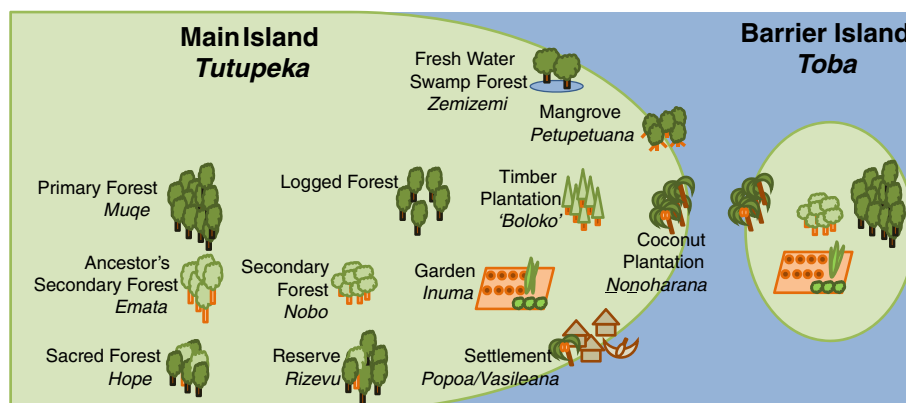 Main Island
Tutupeka
Barrier Island
Toba
Fresh Water
Swamp Forest
Zemizemi
Mangrove
Petupetuana
Primary Forest
Muqe
Logged Forest
Timber
Plantation
‘Boloko’
Coconut
Plantation
Nonoharana
Ancestor’s
Secondary Forest
Emata
Secondary
Forest
Nobo
Garden
Inuma
Sacred Forest
Hope
Reserve
Rizevu
Settlement
Popoa/Vasileana